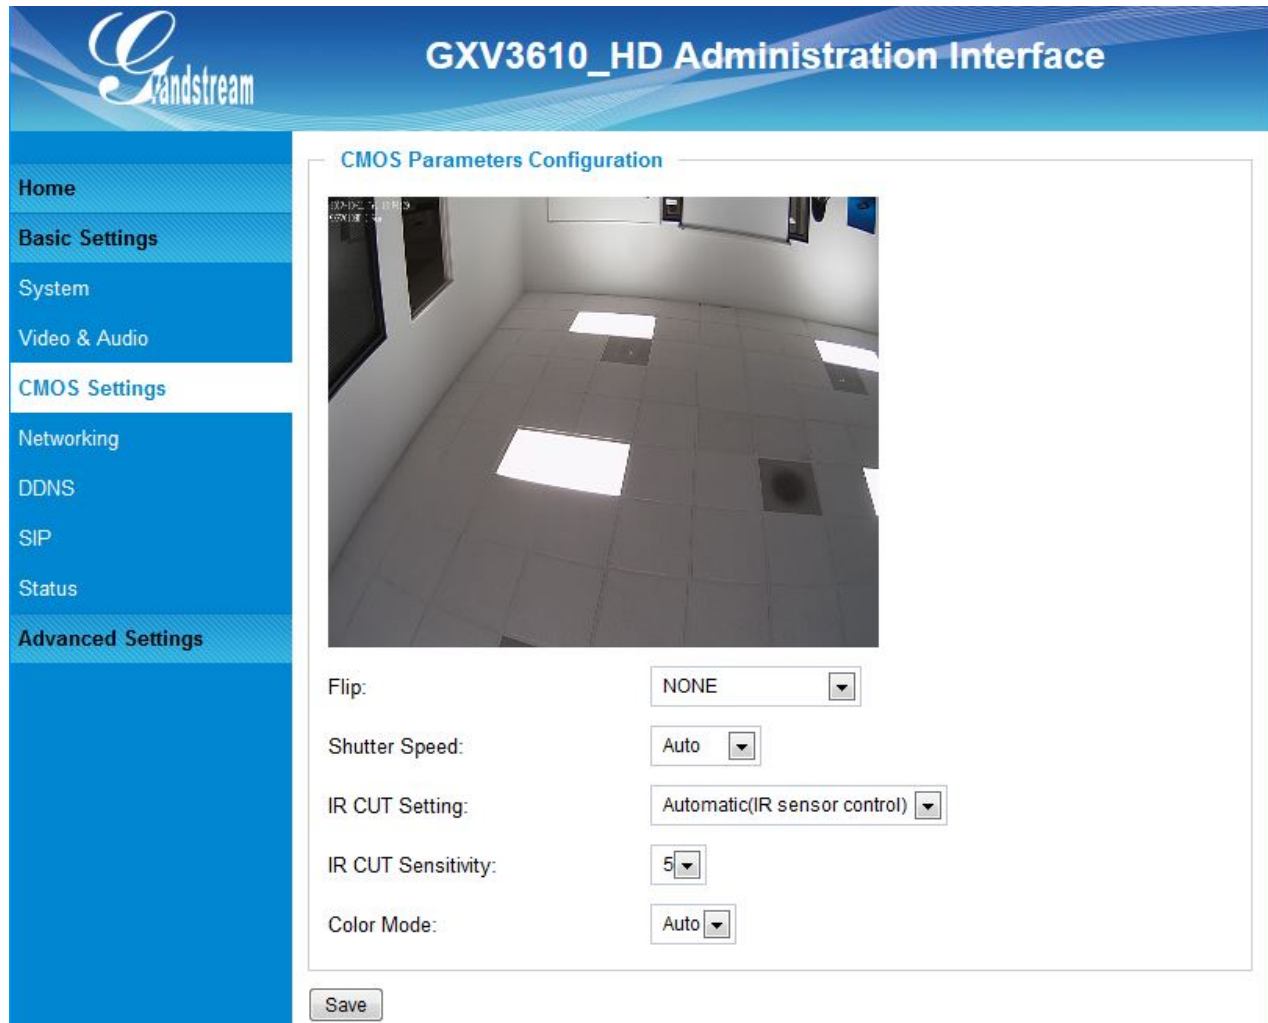 Grandstream
GXV3610_HD Administration Interface
CMOS Parameters Configuration
Home
Basic Settings
System
Video & Audio
CMOS Settings
Networking
DDNS
SIP
Status
Advanced Settings
Flip: NONE
Shutter Speed: Auto
IR CUT Setting: Automatic(IR sensor control)
IR CUT Sensitivity: 5
Color Mode: Auto
Save